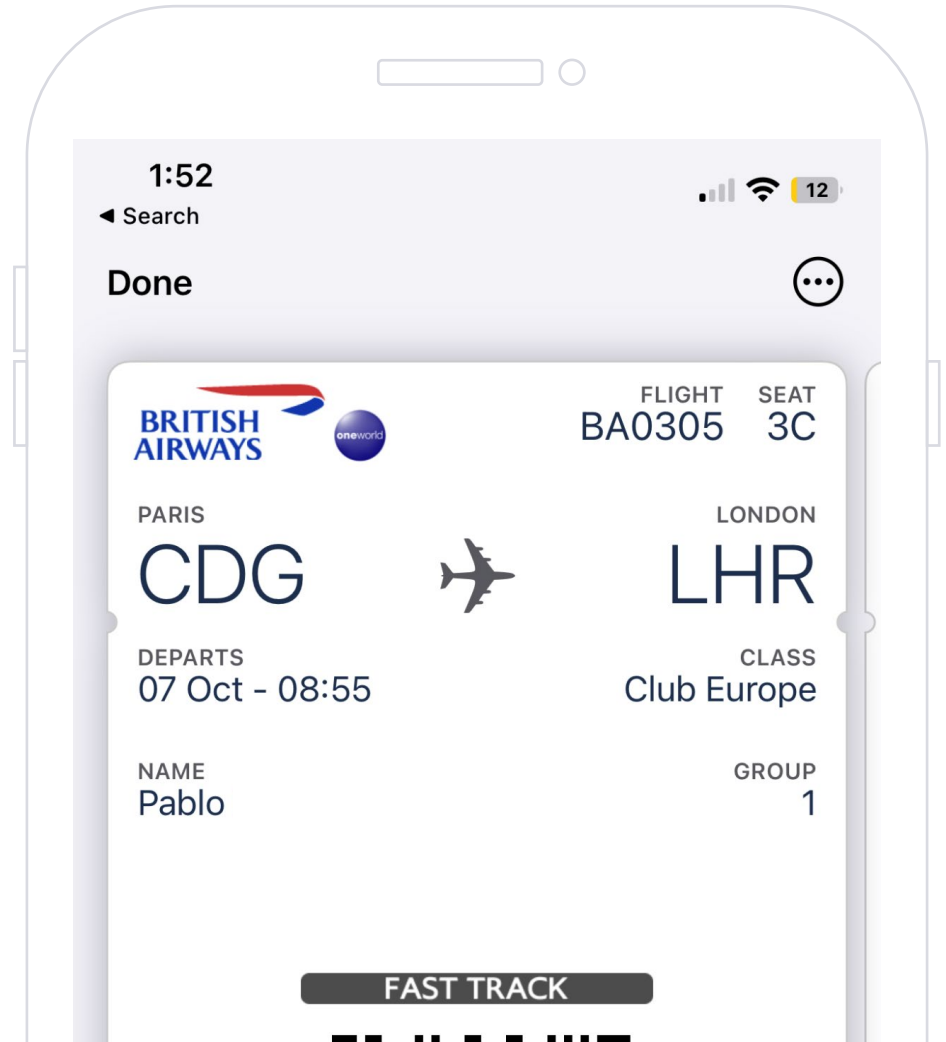 1:52
12
◀ Search
Done
BRITISH
AIRWAYS
oneworld
FLIGHT SEAT
BA0305 3C
PARIS LONDON
CDG LHR
DEPARTS CLASS
07 Oct - 08:55 Club Europe
NAME GROUP
Pablo 1
FAST TRACK